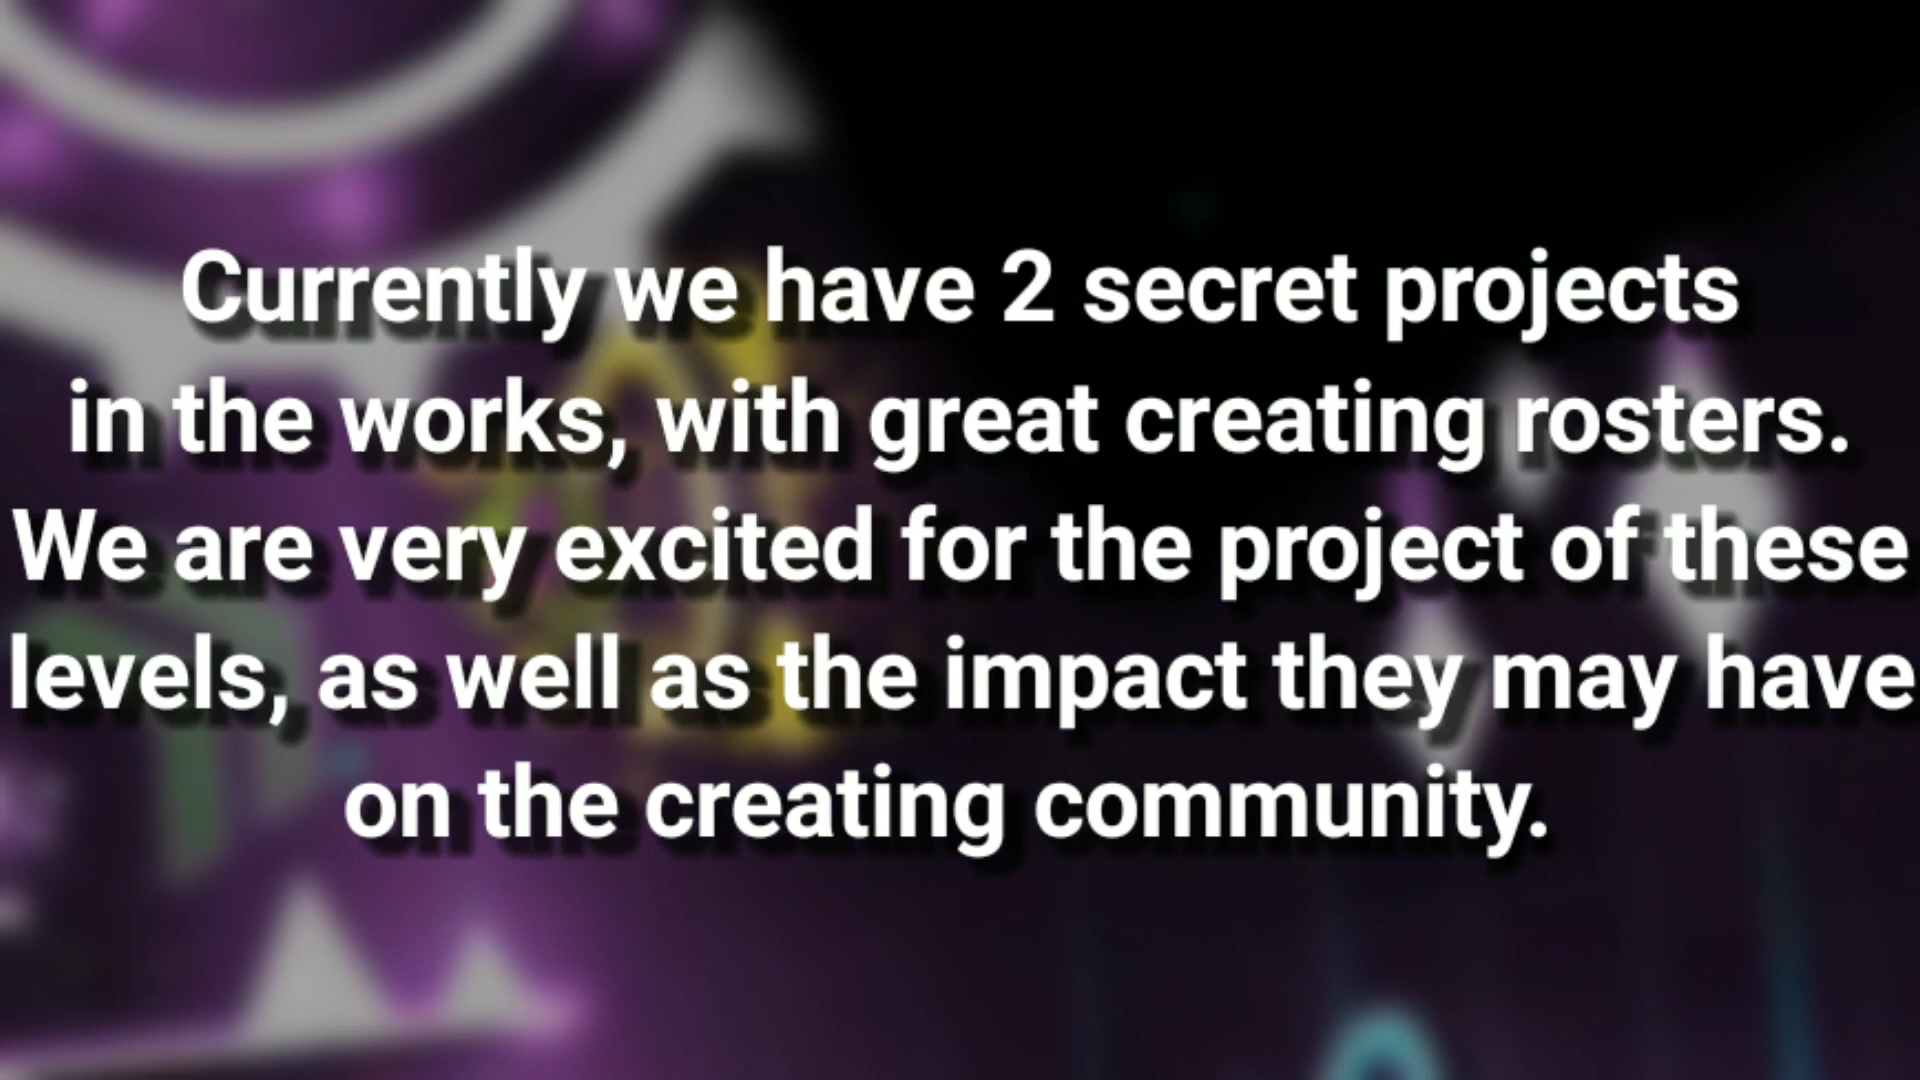 Currently we have 2 secret projects
in the works, with great creating rosters.
We are very excited for the project of these
levels, as well as the impact they may have
on the creating community.